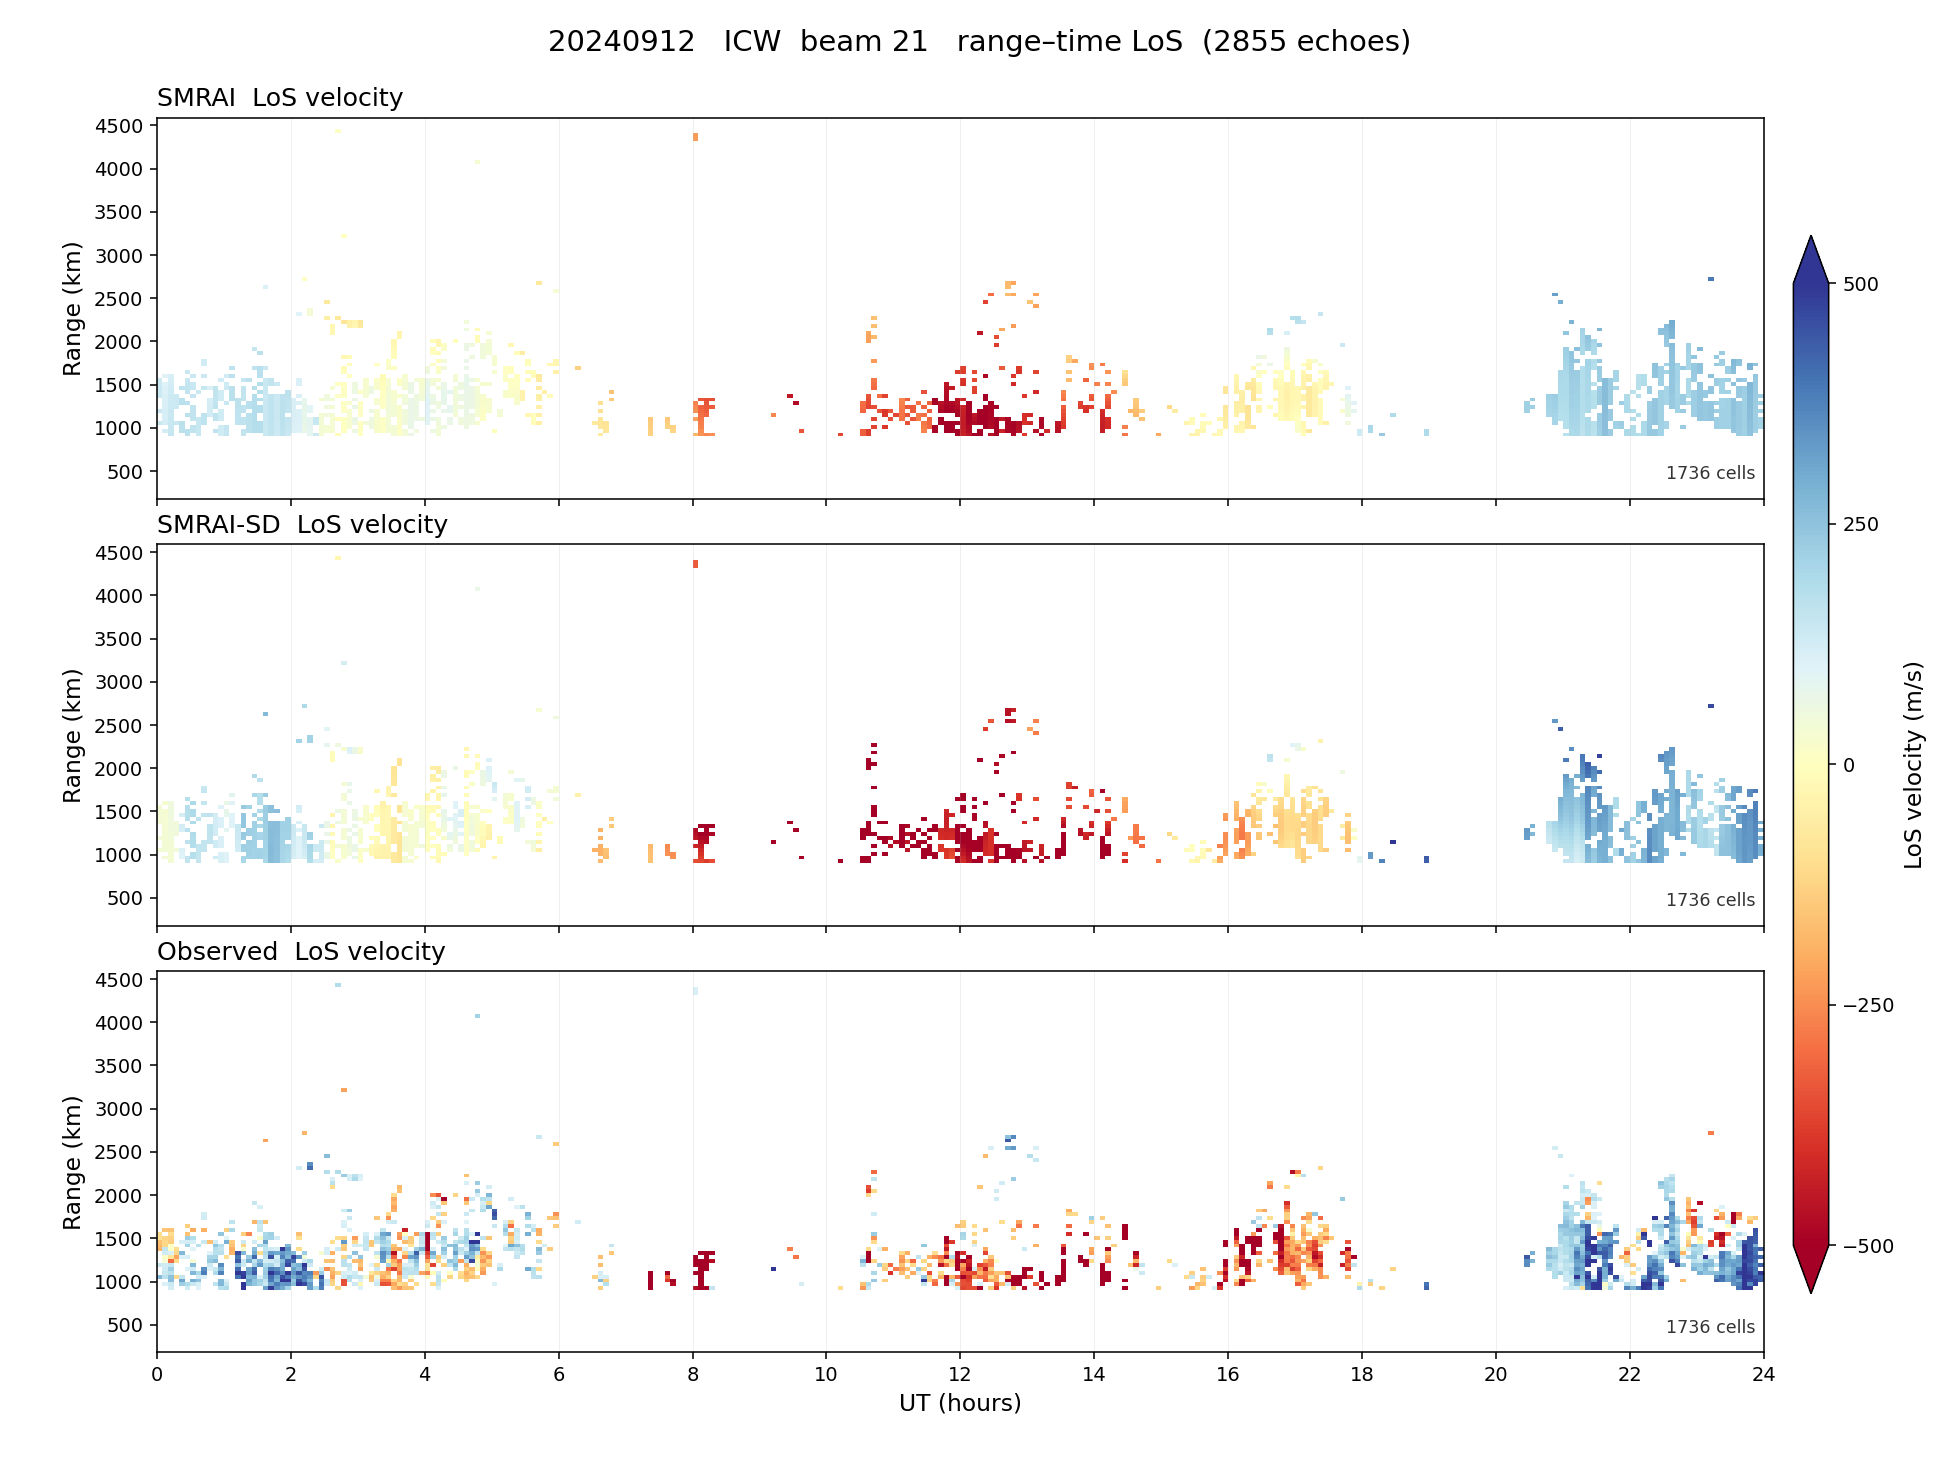 20240912   ICW  beam 21   range–time LoS  (2855 echoes)
SMRAI  LoS velocity
4500
4000
3500
3000
2500
2000
1500
1000
500
Range (km)
1736 cells
SMRAI-SD  LoS velocity
4500
4000
3500
3000
2500
2000
1500
1000
500
Range (km)
1736 cells
Observed  LoS velocity
4500
4000
3500
3000
2500
2000
1500
1000
500
Range (km)
1736 cells
0 2 4 6 8 10 12 14 16 18 20 22 24
UT (hours)
500
250
0
−250
−500
LoS velocity (m/s)